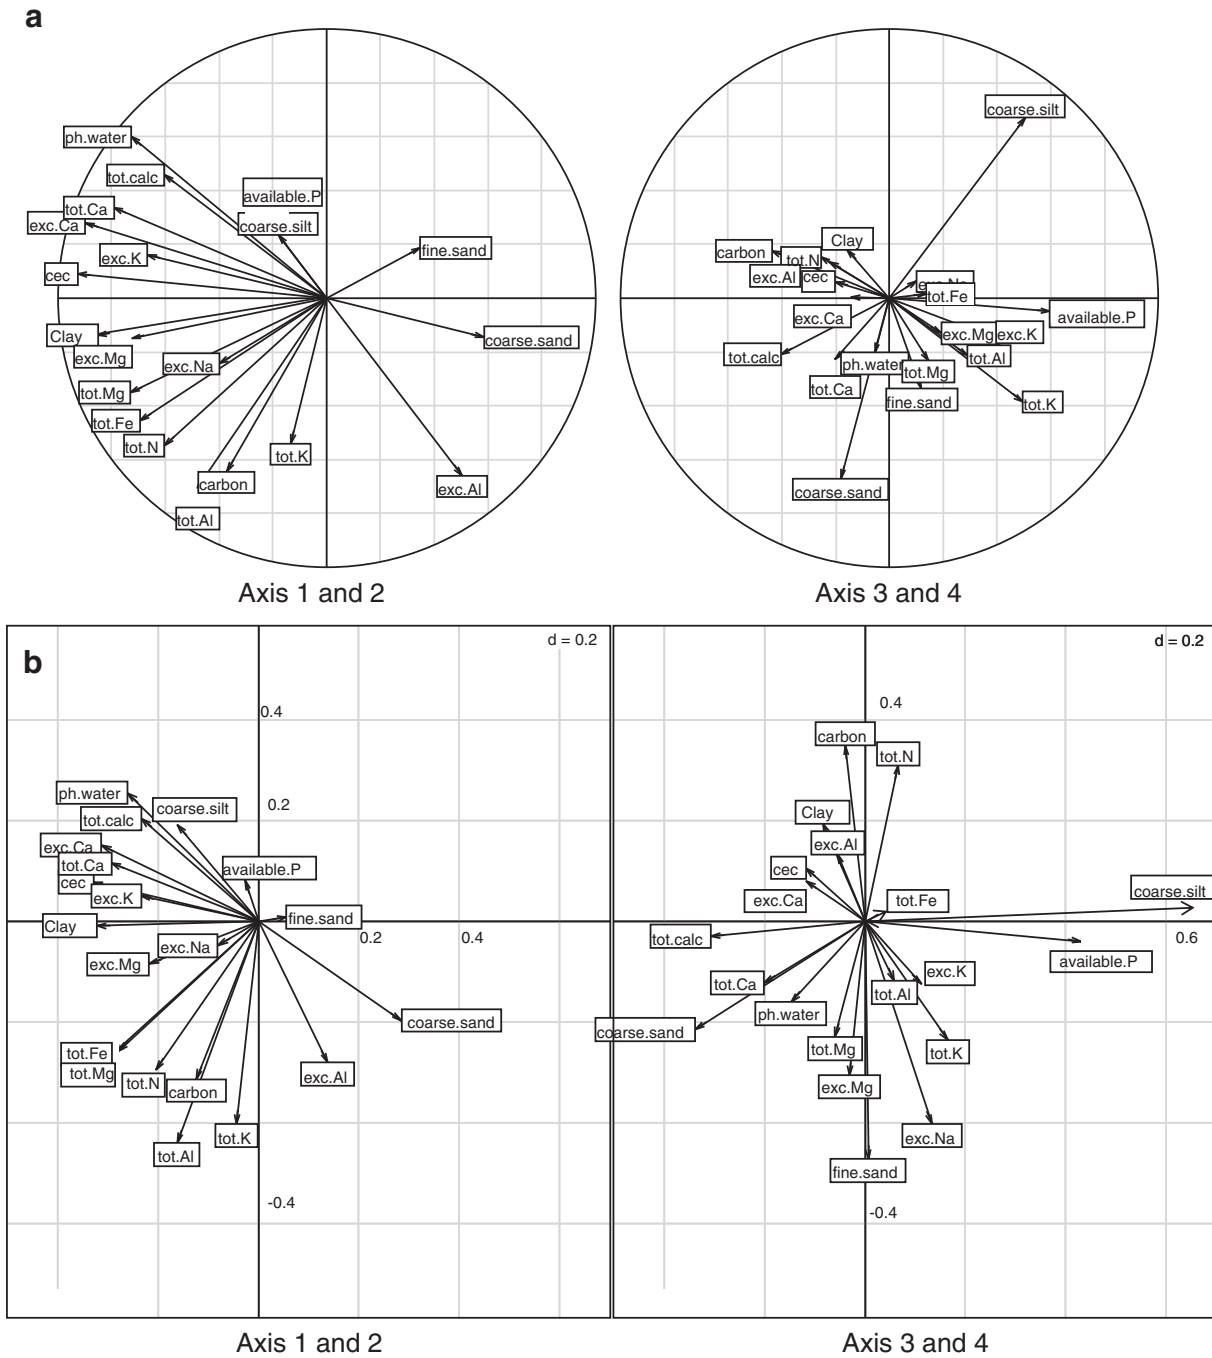 a
ph.water
tot.calc
available.P
tot.Ca
exc.Ca
coarse.silt
fine.sand
exc.K
cec
Clay
coarse.sand
exc.Mg
exc.Na
tot.Mg
tot.Fe
tot.N
tot.K
carbon
exc.Al
tot.Al
Axis 1 and 2
coarse.silt
Clay
carbon
tot.N
exc.Al
cec
exc.Na
tot.Fe
exc.Ca
available.P
exc.Mg
exc.K
tot.calc
tot.Al
ph.water
tot.Mg
tot.Ca
fine.sand
tot.K
coarse.sand
Axis 3 and 4
b
d = 0.2
0.4
ph.water
coarse.silt
0.2
tot.calc
exc.Ca
tot.Ca
available.P
cec
exc.K
fine.sand
Clay
0.2
0.4
exc.Na
exc.Mg
coarse.sand
tot.Fe
tot.Mg
tot.N
carbon
exc.Al
tot.K
tot.Al
-0.4
Axis 1 and 2
d = 0.2
0.4
carbon
tot.N
Clay
exc.Al
cec
coarse.silt
exc.Ca
tot.Fe
tot.calc
0.6
available.P
exc.K
tot.Ca
tot.Al
ph.water
coarse.sand
tot.Mg
tot.K
exc.Mg
exc.Na
fine.sand
-0.4
Axis 3 and 4